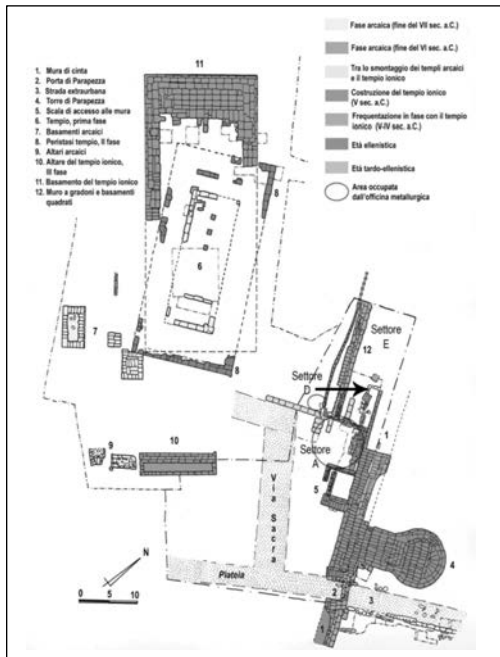 1. Mura di cinta
2. Porta di Parapezza
3. Strada extraurbana
4. Torre di Parapezza
5. Scala di accesso alle mura
6. Tempio, prima fase
7. Basamenti arcaici
8. Peristasi tempio, II fase
9. Altari arcaici
10. Altare del tempio ionico,
III fase
11. Basamento del tempio ionico
12. Muro a gradoni e basamenti
quadrati
Fase arcaica (fine del VII sec. a.C.)
Fase arcaica (fine del VI sec. a.C.)
Tra lo smontaggio dei templi arcaici
e il tempio ionico
Costruzione del tempio ionico
(V sec. a.C.)
Frequentazione in fase con il tempio
ionico (V-IV sec. a.C.)
Età ellenistica
Età tardo-ellenistica
Area occupata
dall'officina metallurgica
11
8
6
7
8
Settore
E
12
Settore
D
1
9
10
Settore
A
5
Via Sacra
4
N
Plateia
0 5 10
2
3
1